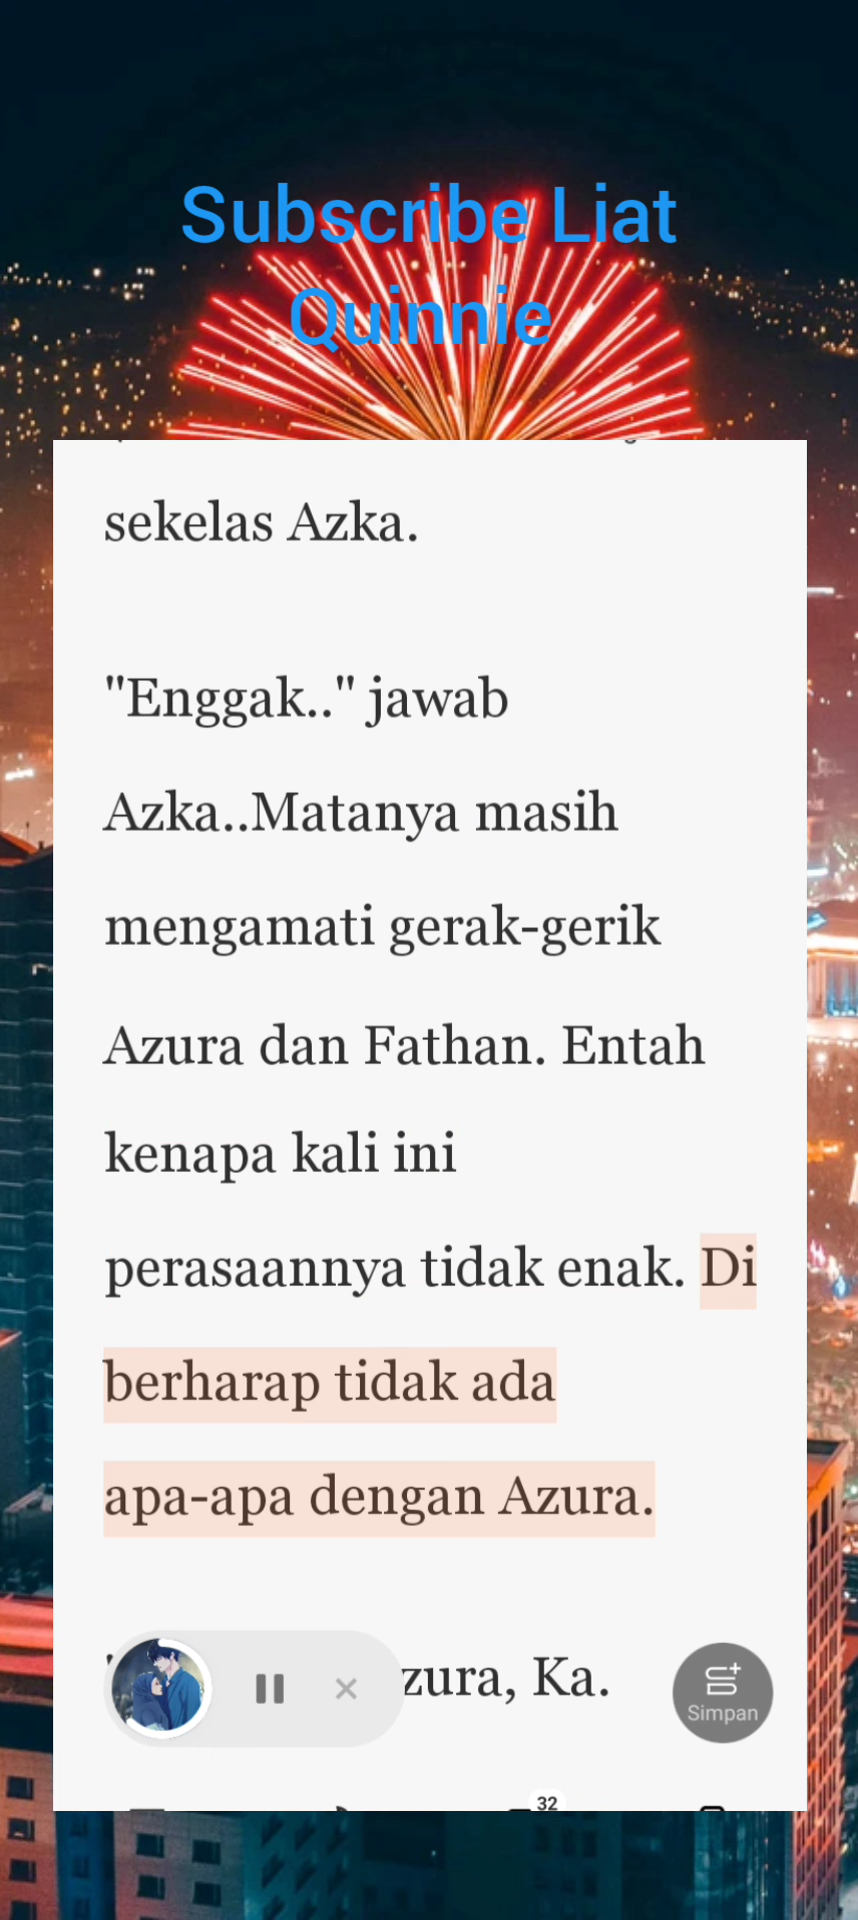 Subscribe Liat
Quinnie
sekelas Azka.
"Enggak.." jawab
Azka..Matanya masih
mengamati gerak-gerik
Azura dan Fathan. Entah
kenapa kali ini
perasaannya tidak enak. Di
berharap tidak ada
apa-apa dengan Azura.
zura, Ka.
Simpan
32